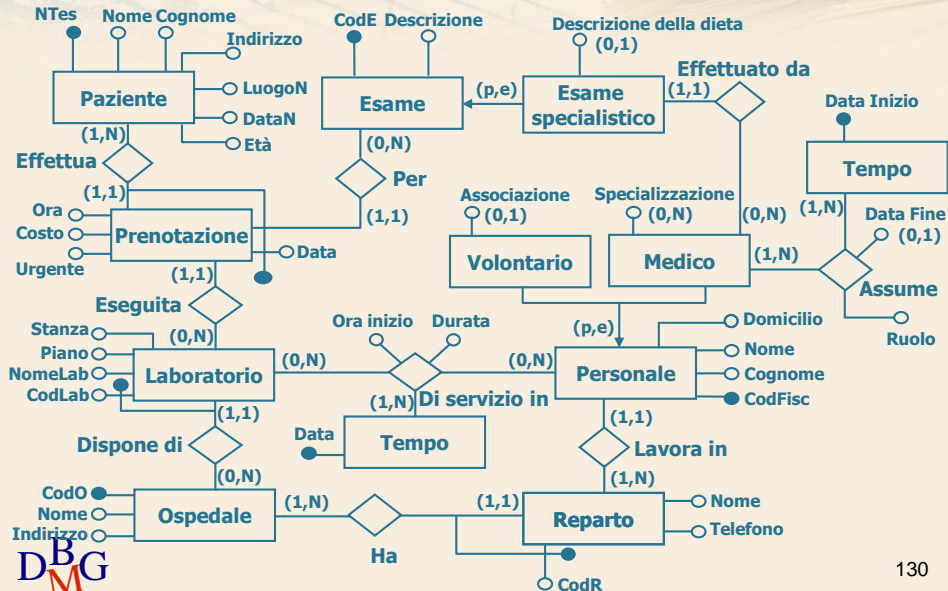 NTes
Nome Cognome
Indirizzo
Paziente
LuogoN
DataN
Età
(1,N)
Effettua
(1,1)
CodE Descrizione
Esame
(0,N)
Per
(1,1)
(p,e)
Descrizione della dieta
(0,1)
Esame
specialistico
(1,1)
Effettuato da
(0,N)
Data Inizio
Tempo
(1,N)
Data Fine
(0,1)
Assume
Ruolo
Ora
Costo
Urgente
Prenotazione
Data
(1,1)
Eseguita
(0,N)
Associazione
(0,1)
Volontario
Specializzazione
(0,N)
Medico
(1,N)
(p,e)
Stanza
Piano
NomeLab
CodLab
Laboratorio
(0,N)
Ora inizio
Durata
(0,N)
Di servizio in
(1,N)
Data
Tempo
Personale
Domicilio
Nome
Cognome
CodFisc
(1,1)
Lavora in
(1,N)
(1,1)
Dispone di
(0,N)
CodO
Nome
Indirizzo
Ospedale
(1,N)
Ha
(1,1)
Reparto
Nome
Telefono
CodR
DBMG
130